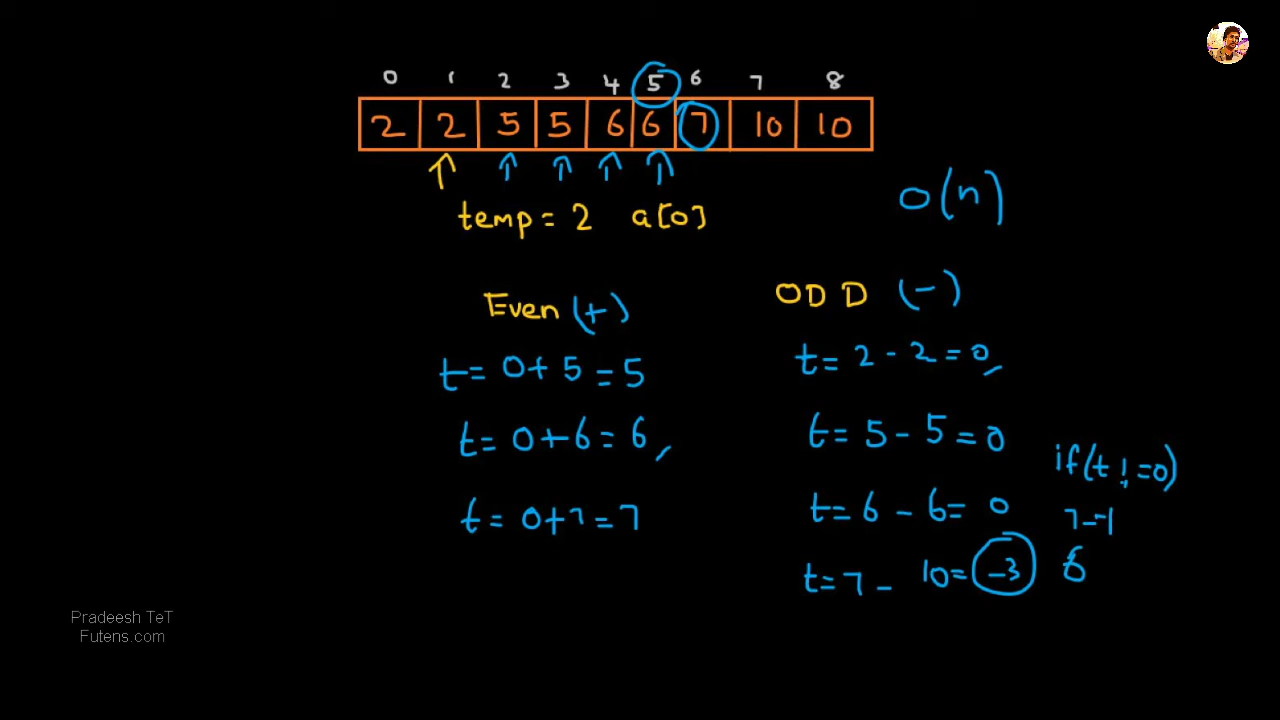 0 1 2 3 4 5 6 7 8
2 2 5 5 6 6 7 10 10
temp = 2 a[0]
O(n)
Even (+)
ODD (-)
t = 0 + 5 = 5
t = 2 - 2 = 0,
t = 0 + 6 = 6,
t = 5 - 5 = 0
if(t != 0)
t = 0 + 7 = 7
t = 6 - 6 = 0
7 - 1
t = 7 - 10 = -3
6
Pradeesh TeT
Futens.com